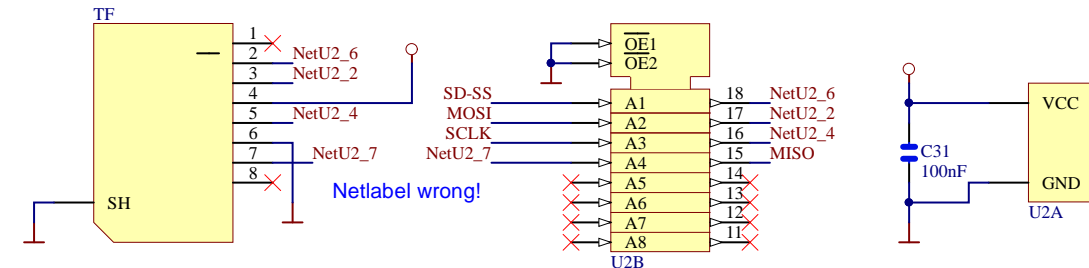 TF
1
2
NetU2_6
3
NetU2_2
4
5
NetU2_4
6
7
NetU2_7
8
SH
Netlabel wrong!
OE1
OE2
SD-SS
A1
18
NetU2_6
MOSI
A2
17
NetU2_2
SCLK
A3
16
NetU2_4
NetU2_7
A4
15
MISO
A5
14
A6
13
A7
12
A8
11
U2B
VCC
C31
100nF
GND
U2A